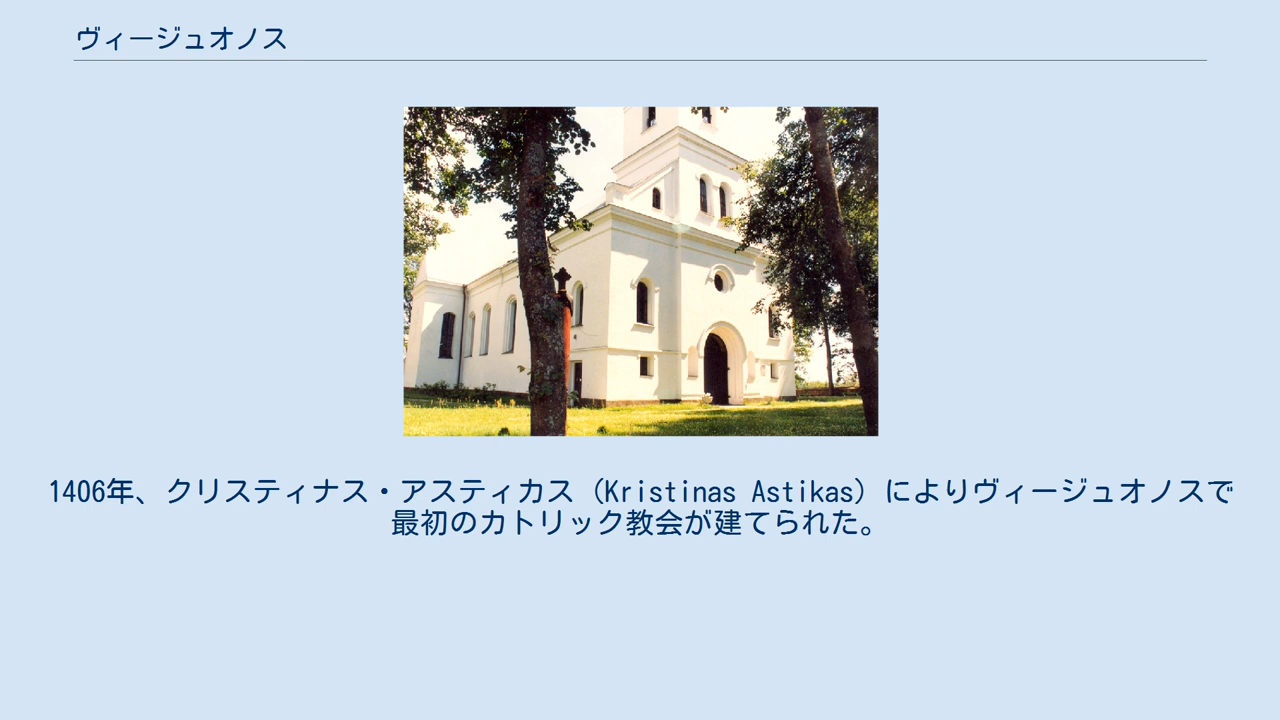 ヴィージュオノス
1406年、クリスティナス・アスティカス（Kristinas Astikas）によりヴィージュオノスで
最初のカトリック教会が建てられた。